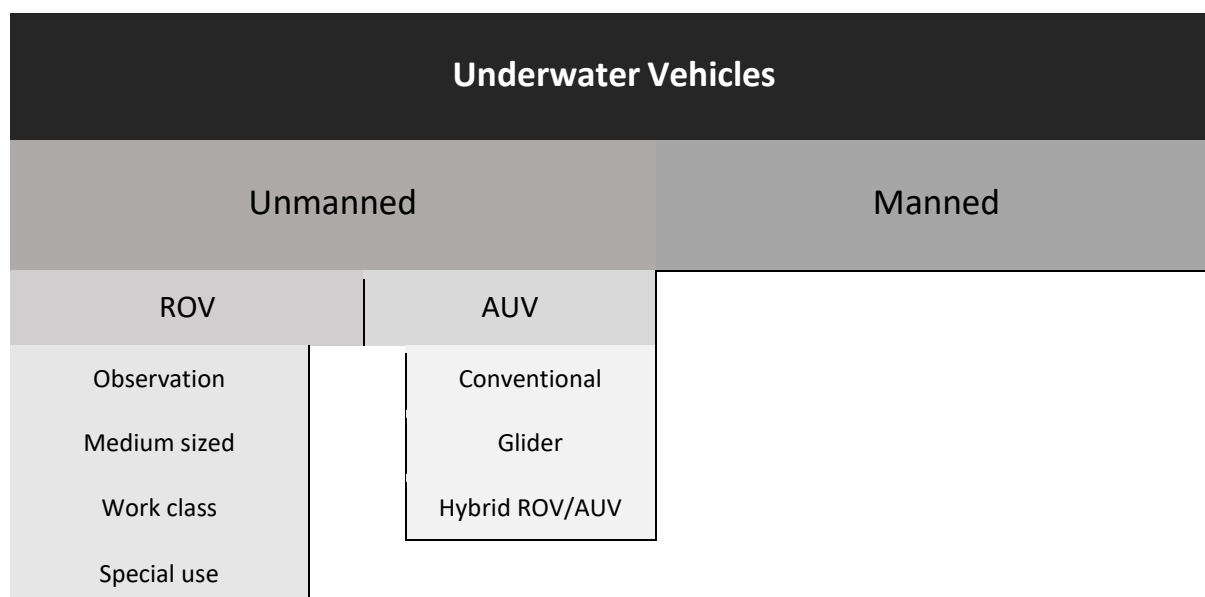 Underwater Vehicles
Unmanned
Manned
ROV
AUV
Observation
Conventional
Medium sized
Glider
Work class
Hybrid ROV/AUV
Special use